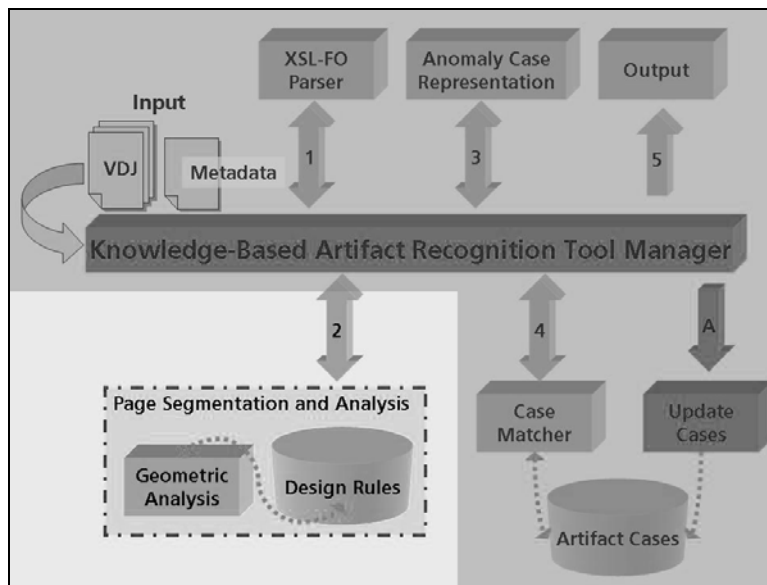 XSL-FO
Parser
Anomaly Case
Representation
Output
Input
VDJ
Metadata
1
3
5
Knowledge-Based Artifact Recognition Tool Manager
2
4
A
Page Segmentation and Analysis
Geometric
Analysis
Design Rules
Case
Matcher
Update
Cases
Artifact Cases